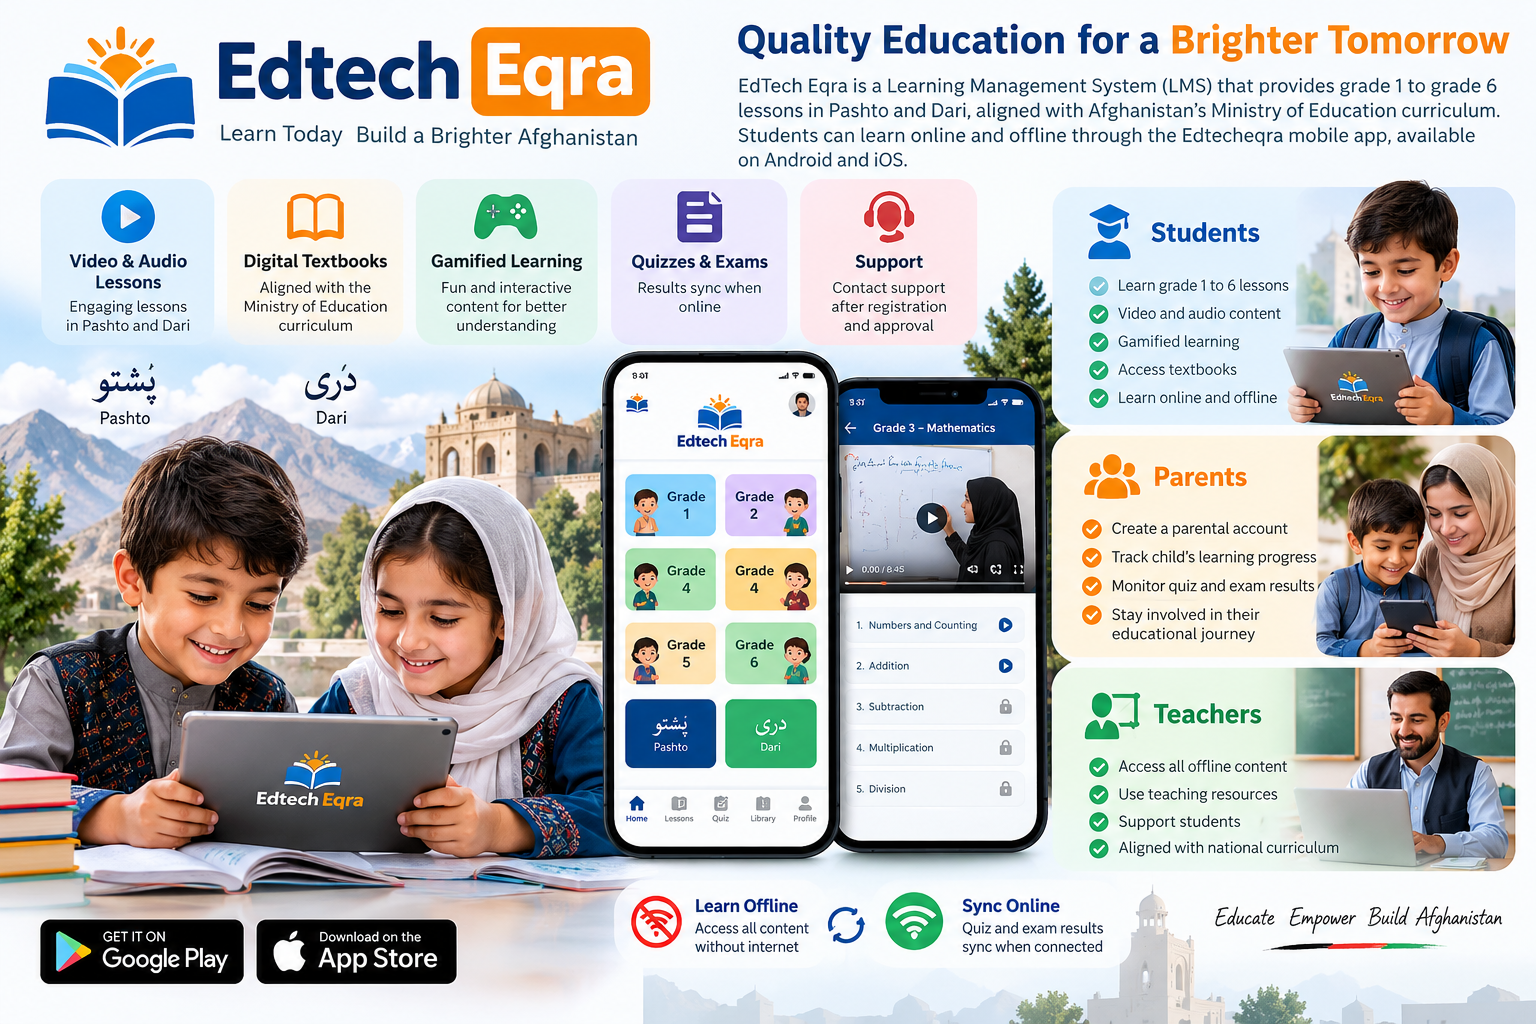 Edtech Eqra
Learn Today Build a Brighter Afghanistan
Quality Education for a Brighter Tomorrow
EdTech Eqra is a Learning Management System (LMS) that provides grade 1 to grade 6
lessons in Pashto and Dari, aligned with Afghanistan's Ministry of Education curriculum.
Students can learn online and offline through the Edtecheqra mobile app, available
on Android and iOS.
Video & Audio
Lessons
Engaging lessons
in Pashto and Dari
Digital Textbooks
Aligned with the
Ministry of Education
curriculum
Gamified Learning
Fun and interactive
content for better
understanding
Quizzes & Exams
Results sync when
online
Support
Contact support
after registration
and approval
پُشتو
Pashto
دَری
Dari
Edtech Eqra
Edtech Eqra
Grade
1
Grade
2
Grade
4
Grade
4
Grade
5
Grade
6
پُشتو
Pashto
دری
Dari
Home
Lessons
Quiz
Library
Profile
Grade 3 – Mathematics
0.00 / 8.45
1. Numbers and Counting
2. Addition
3. Subtraction
4. Multiplication
5. Division
Students
Learn grade 1 to 6 lessons
Video and audio content
Gamified learning
Access textbooks
Learn online and offline
Edtech Eqra
Parents
Create a parental account
Track child's learning progress
Monitor quiz and exam results
Stay involved in their
educational journey
Teachers
Access all offline content
Use teaching resources
Support students
Aligned with national curriculum
GET IT ON
Google Play
Download on the
App Store
Learn Offline
Access all content
without internet
Sync Online
Quiz and exam results
sync when connected
Educate Empower Build Afghanistan